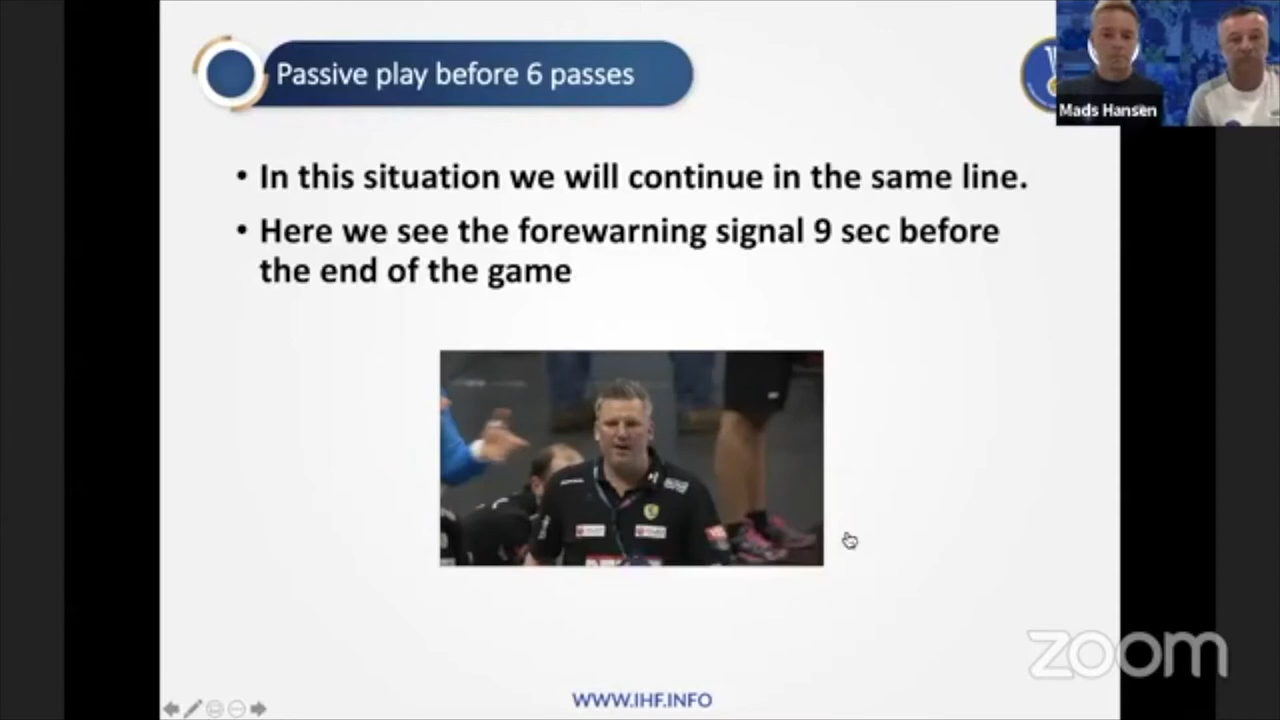 Passive play before 6 passes
Mads Hansen
• In this situation we will continue in the same line.
• Here we see the forewarning signal 9 sec before
the end of the game
zoom
WWW.IHF.INFO